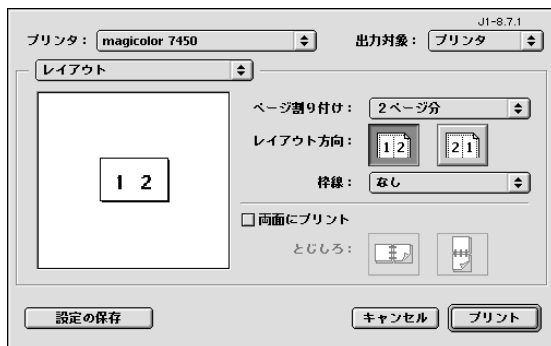 J1-8.7.1
プリンタ： magicolor 7450 出力対象： プリンタ
レイアウト
ページ割り付け： 2ページ分
レイアウト方向： 1 2 2 1
1 2
枠線： なし
両面にプリント
とじしろ：
設定の保存 キャンセル プリント